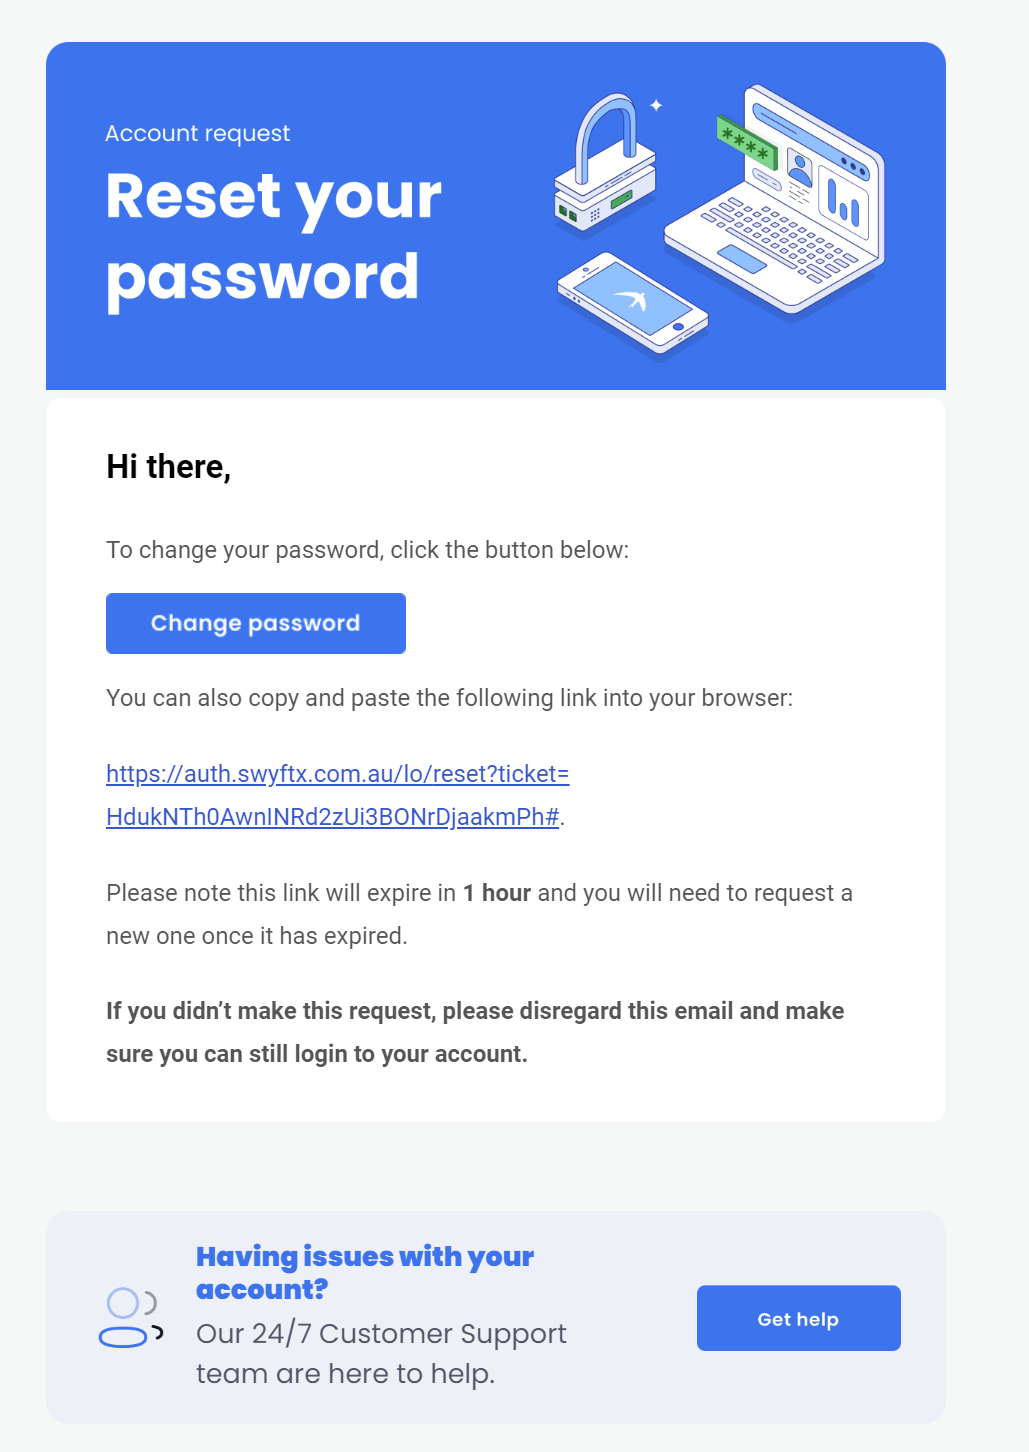 Account request
Reset your
password
****
Hi there,
To change your password, click the button below:
Change password
You can also copy and paste the following link into your browser:
https://auth.swyftx.com.au/lo/reset?ticket=
HdukNTh0AwnINRd2zUi3BONrDjaakmPh#.
Please note this link will expire in 1 hour and you will need to request a
new one once it has expired.
If you didn’t make this request, please disregard this email and make
sure you can still login to your account.
Having issues with your
account?
Our 24/7 Customer Support
team are here to help.
Get help